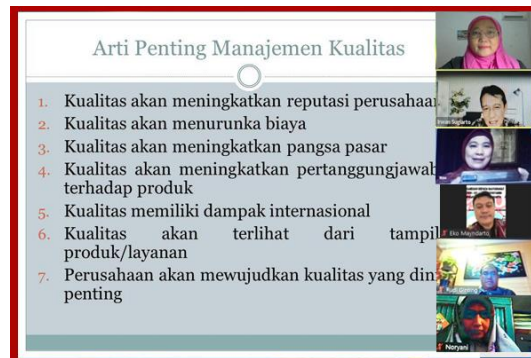 Arti Penting Manajemen Kualitas
1. Kualitas akan meningkatkan reputasi perusahaan
2. Kualitas akan menurunka biaya
3. Kualitas akan meningkatkan pangsa pasar
4. Kualitas akan meningkatkan pertanggungjawab
terhadap produk
5. Kualitas memiliki dampak internasional
6. Kualitas akan terlihat dari tampil
produk/layanan
7. Perusahaan akan mewujudkan kualitas yang din
penting
Eko Mayndarto
Noryani